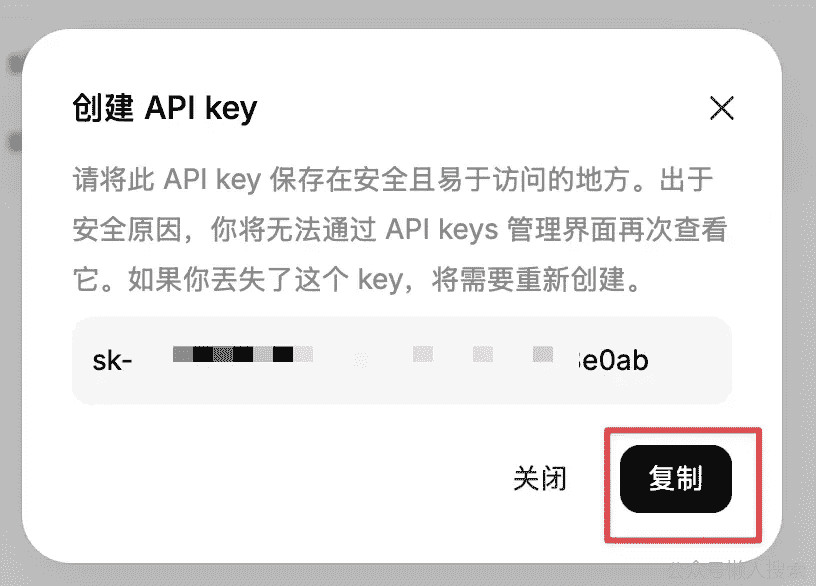 创建 API key
请将此 API key 保存在安全且易于访问的地方。出于
安全原因，你将无法通过 API keys 管理界面再次查看
它。如果你丢失了这个 key，将需要重新创建。
sk- e0ab
关闭 复制